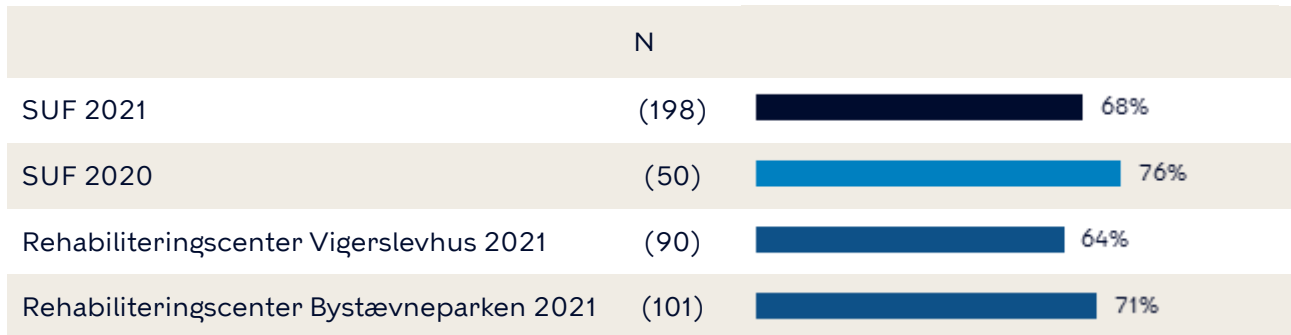 N
SUF 2021 (198) 68%
SUF 2020 (50) 76%
Rehabiliteringscenter Vigerslevhus 2021 (90) 64%
Rehabiliteringscenter Bystævneparken 2021 (101) 71%